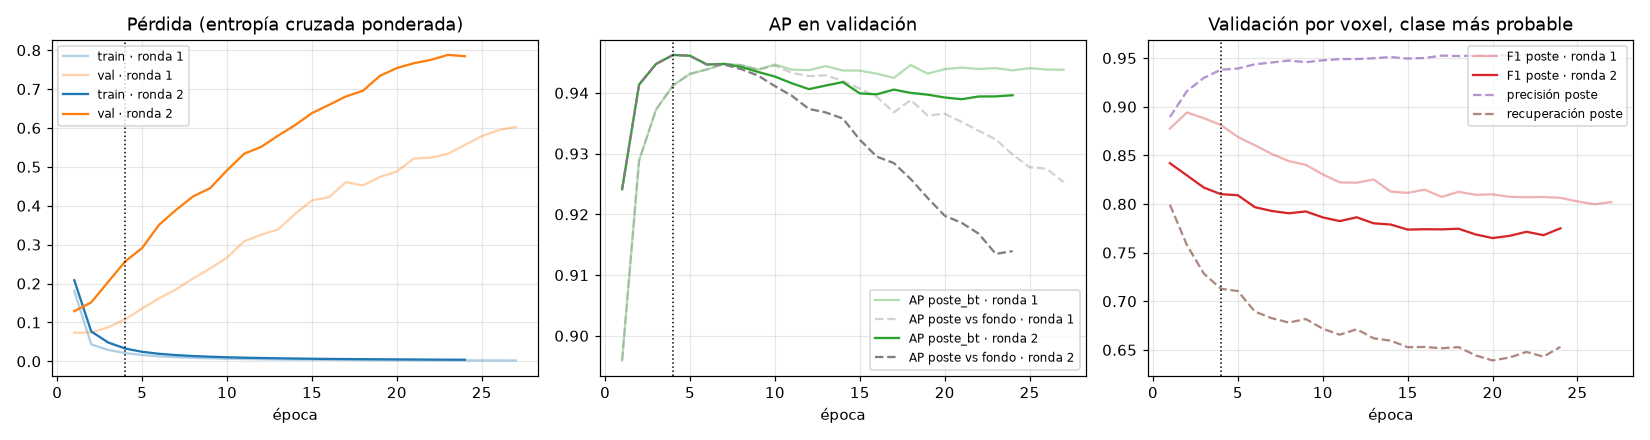 Pérdida (entropía cruzada ponderada)
0.8
0.7
0.6
0.5
0.4
0.3
0.2
0.1
0.0
train · ronda 1
val · ronda 1
train · ronda 2
val · ronda 2
0 5 10 15 20 25
época
AP en validación
0.94
0.93
0.92
0.91
0.90
AP poste_bt · ronda 1
AP poste vs fondo · ronda 1
AP poste_bt · ronda 2
AP poste vs fondo · ronda 2
0 5 10 15 20 25
época
Validación por voxel, clase más probable
0.95
0.90
0.85
0.80
0.75
0.70
0.65
F1 poste · ronda 1
F1 poste · ronda 2
precisión poste
recuperación poste
0 5 10 15 20 25
época